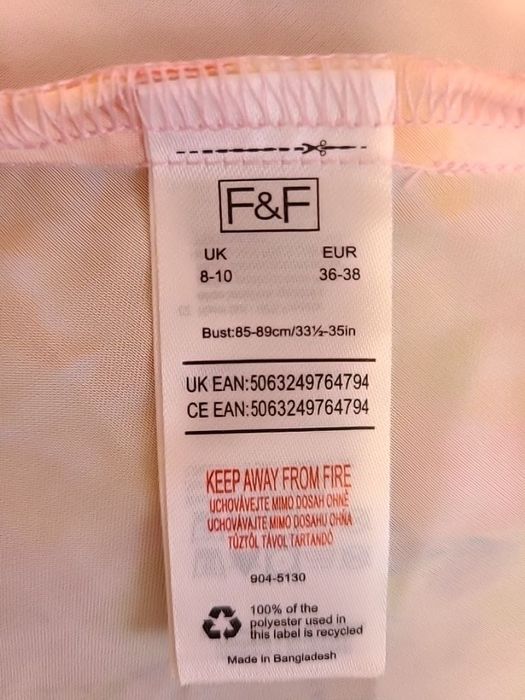 F&F
UK EUR
8-10 36-38
Bust:85-89cm/33½-35in
UK EAN:5063249764794
CE EAN:5063249764794
KEEP AWAY FROM FIRE
UCHOVÁVEJTE MIMO DOSAH OHNĚ
UCHOVÁVAJTE MIMO DOSAHU OHŇA
TŰZTŐL TÁVOL TARTANDÓ
904-5130
100% of the
polyester used in
this label is recycled
Made in Bangladesh